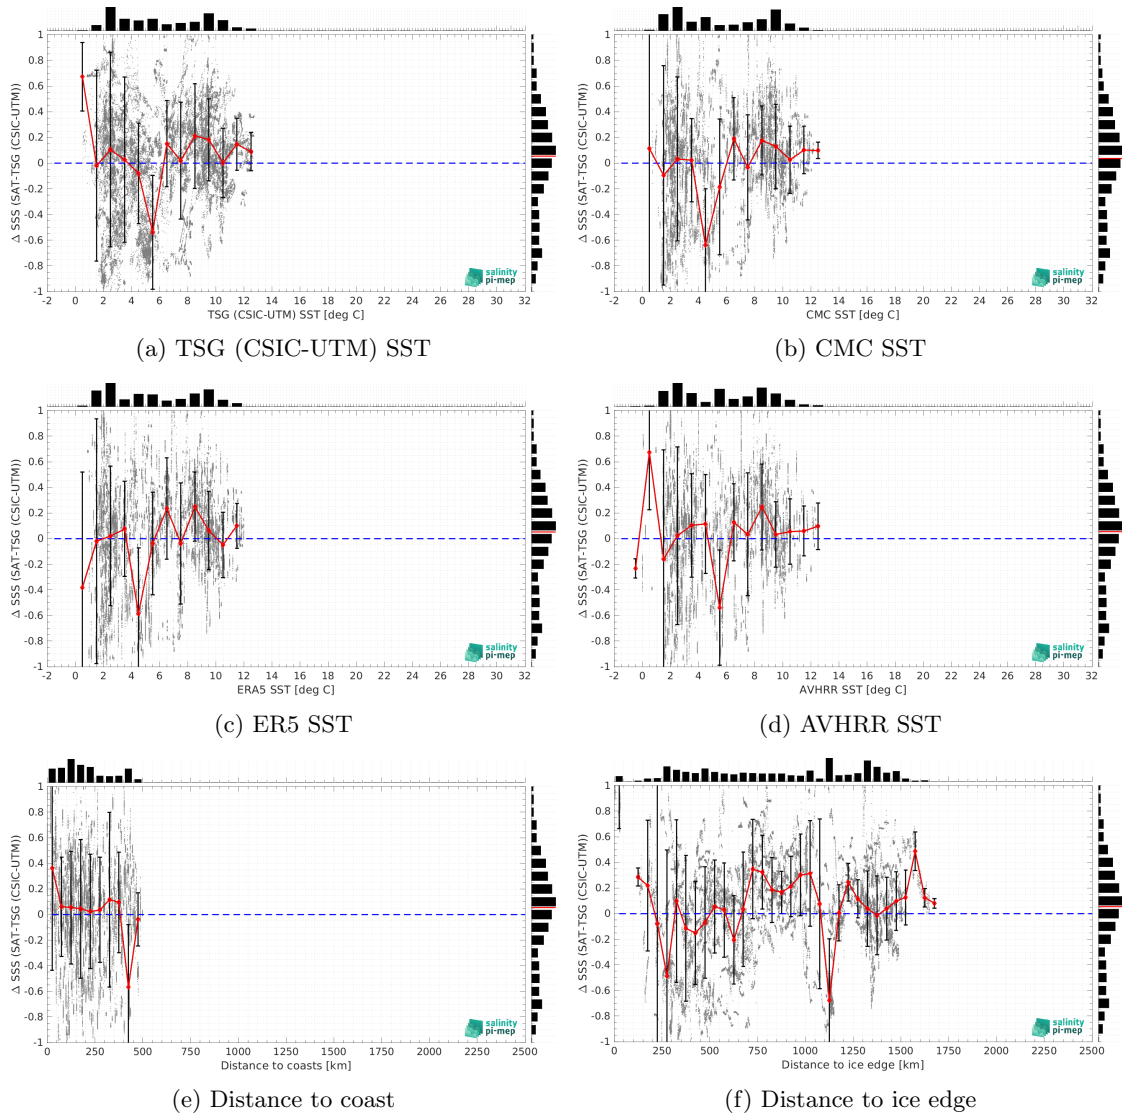 Δ SSS (SAT-TSG (CSIC-UTM))
1
0.8
0.6
0.4
0.2
0
-0.2
-0.4
-0.6
-0.8
-1
salinity
pi-mep
-2 0 2 4 6 8 10 12 14 16 18 20 22 24 26 28 30 32
TSG (CSIC-UTM) SST [deg C]
(a) TSG (CSIC-UTM) SST
Δ SSS (SAT-TSG (CSIC-UTM))
1
0.8
0.6
0.4
0.2
0
-0.2
-0.4
-0.6
-0.8
-1
salinity
pi-mep
-2 0 2 4 6 8 10 12 14 16 18 20 22 24 26 28 30 32
CMC SST [deg C]
(b) CMC SST
Δ SSS (SAT-TSG (CSIC-UTM))
1
0.8
0.6
0.4
0.2
0
-0.2
-0.4
-0.6
-0.8
-1
salinity
pi-mep
-2 0 2 4 6 8 10 12 14 16 18 20 22 24 26 28 30 32
ERA5 SST [deg C]
(c) ER5 SST
Δ SSS (SAT-TSG (CSIC-UTM))
1
0.8
0.6
0.4
0.2
0
-0.2
-0.4
-0.6
-0.8
-1
salinity
pi-mep
-2 0 2 4 6 8 10 12 14 16 18 20 22 24 26 28 30 32
AVHRR SST [deg C]
(d) AVHRR SST
Δ SSS (SAT-TSG (CSIC-UTM))
1
0.8
0.6
0.4
0.2
0
-0.2
-0.4
-0.6
-0.8
-1
salinity
pi-mep
0 250 500 750 1000 1250 1500 1750 2000 2250 2500
Distance to coasts [km]
(e) Distance to coast
Δ SSS (SAT-TSG (CSIC-UTM))
1
0.8
0.6
0.4
0.2
0
-0.2
-0.4
-0.6
-0.8
-1
salinity
pi-mep
0 250 500 750 1000 1250 1500 1750 2000 2250 2500
Distance to ice edge [km]
(f) Distance to ice edge